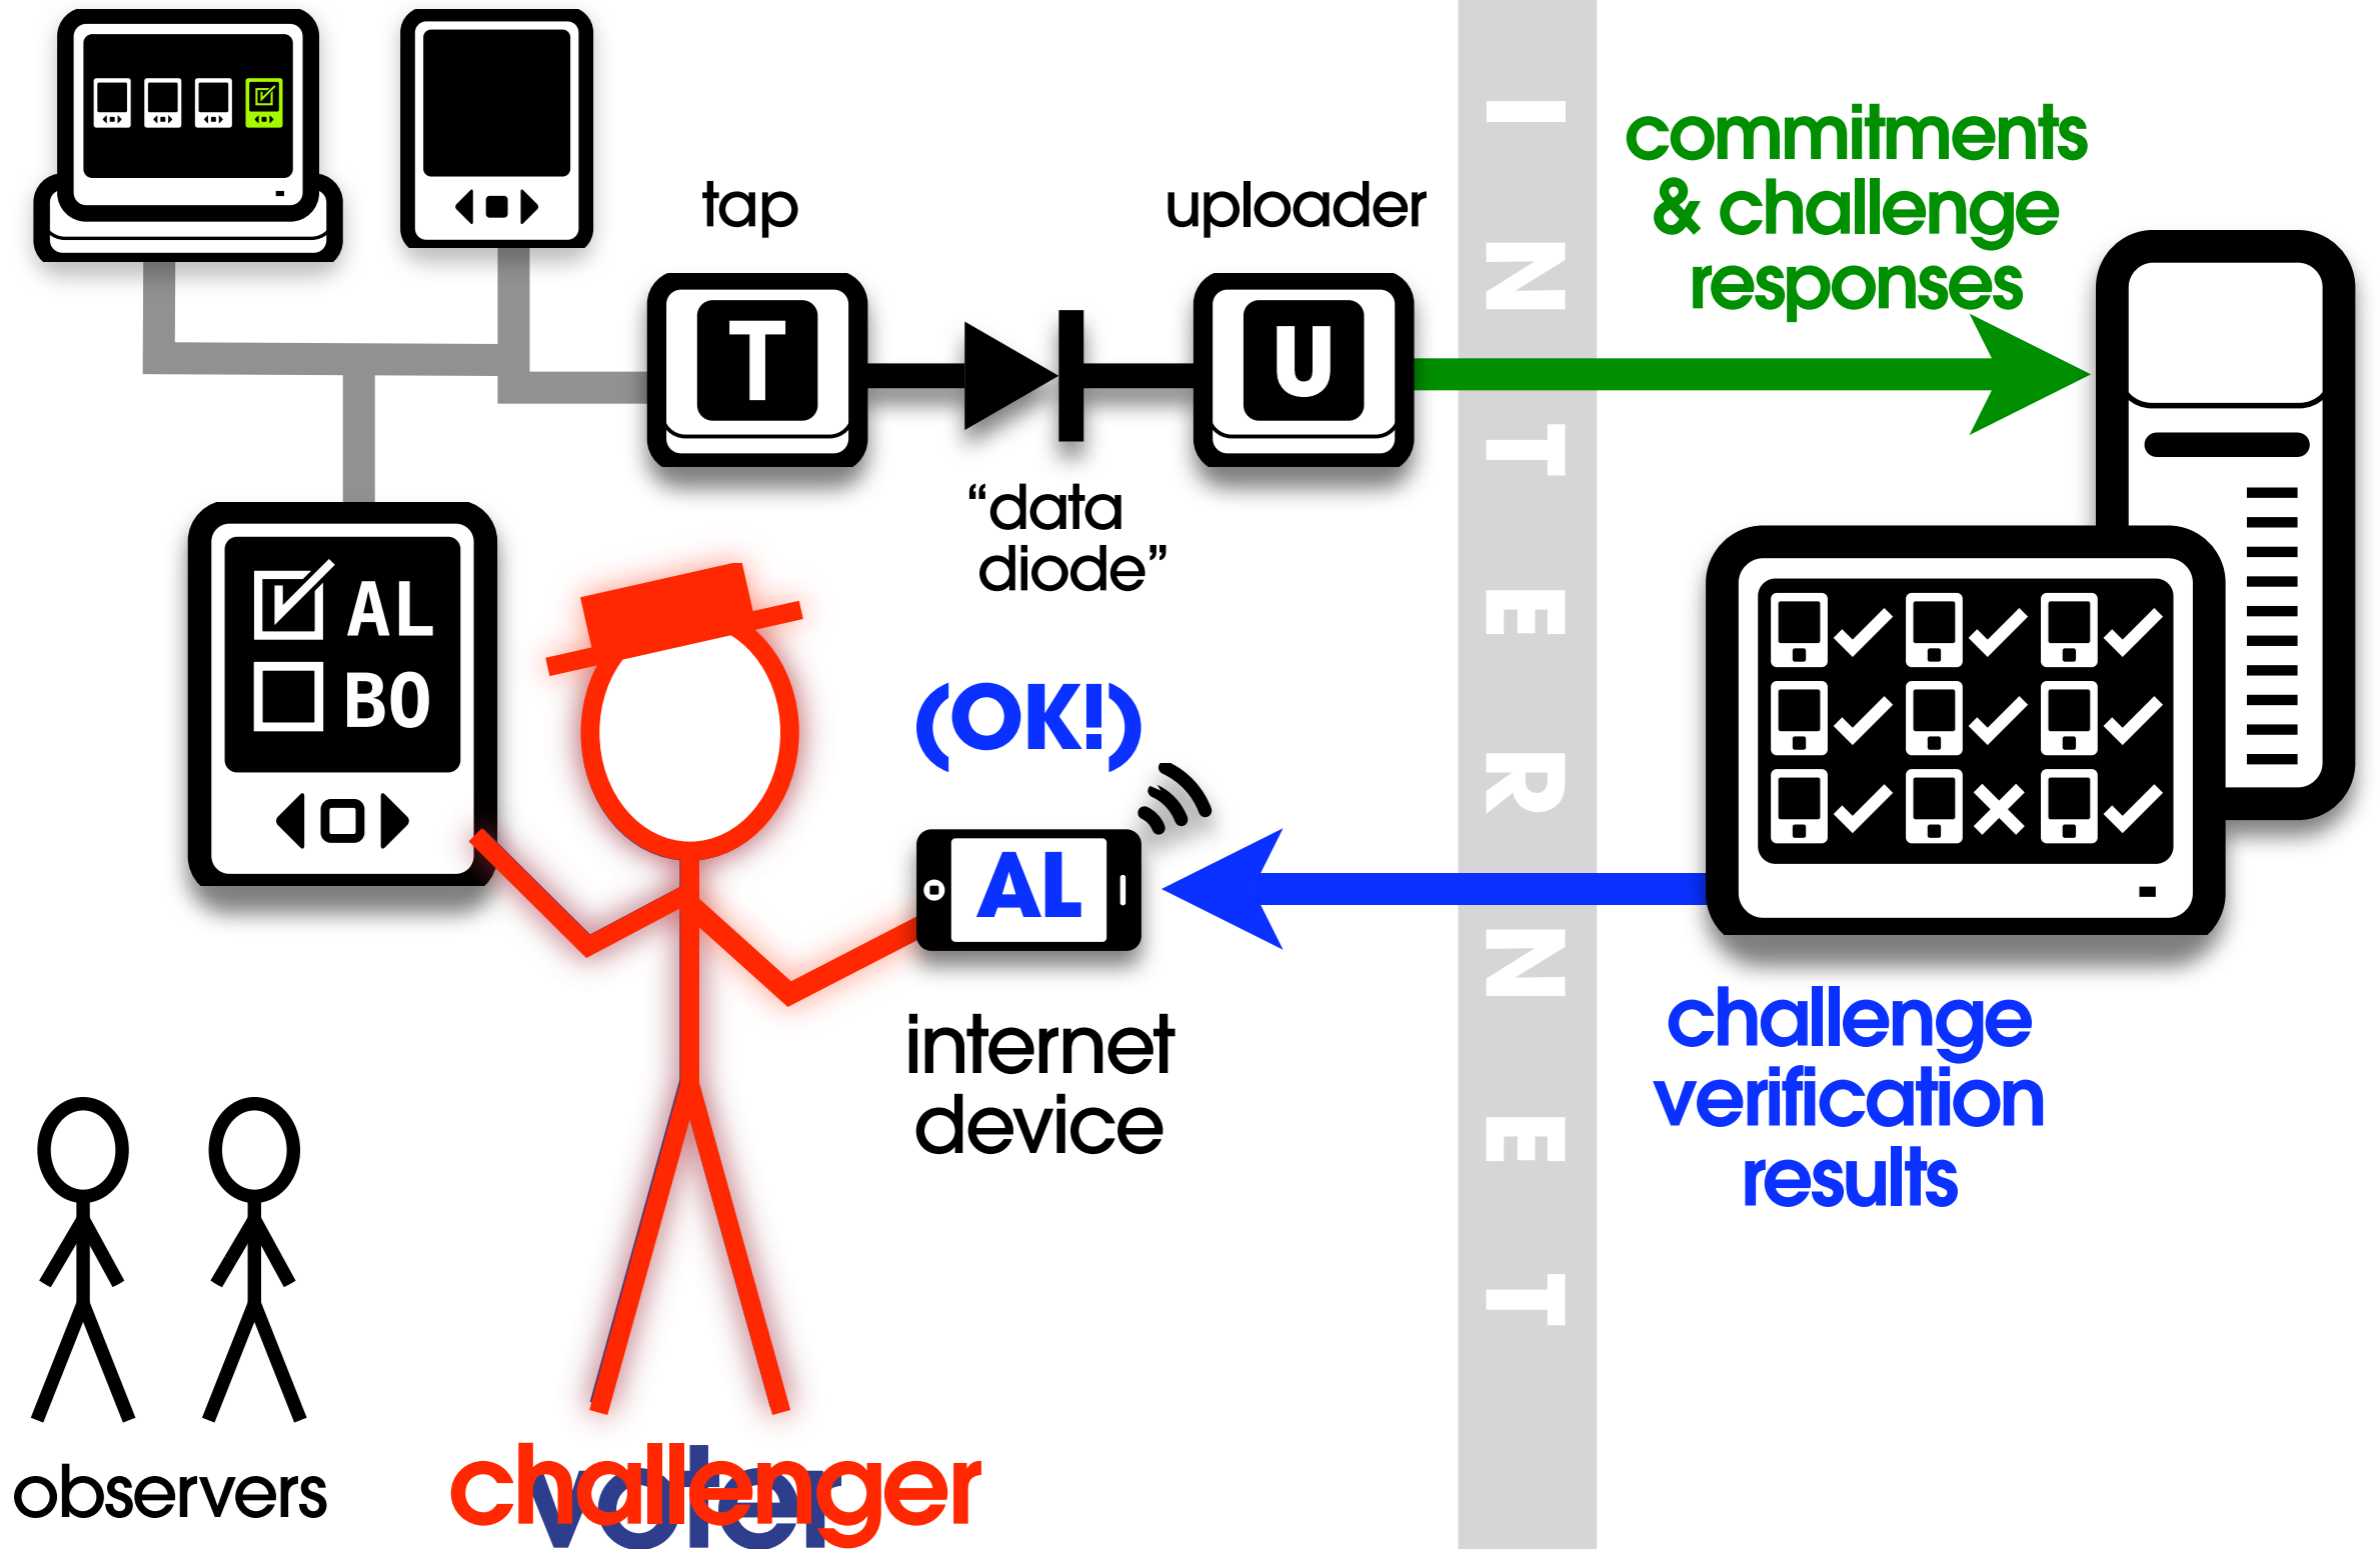 tap
uploader
T
U
“data
diode”
commitments
& challenge
responses
INTERNET
AL
BO
(OK!)
AL
internet
device
challenge
verification
results
observers
challenger
voter